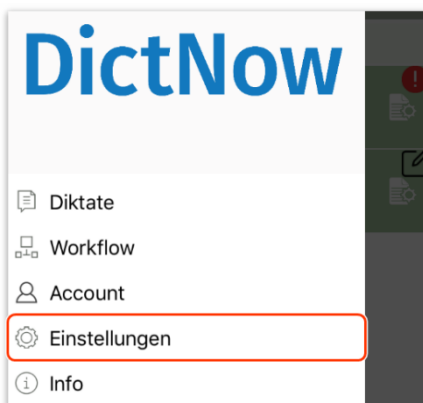 DictNow
Diktate
Workflow
Account
Einstellungen
Info